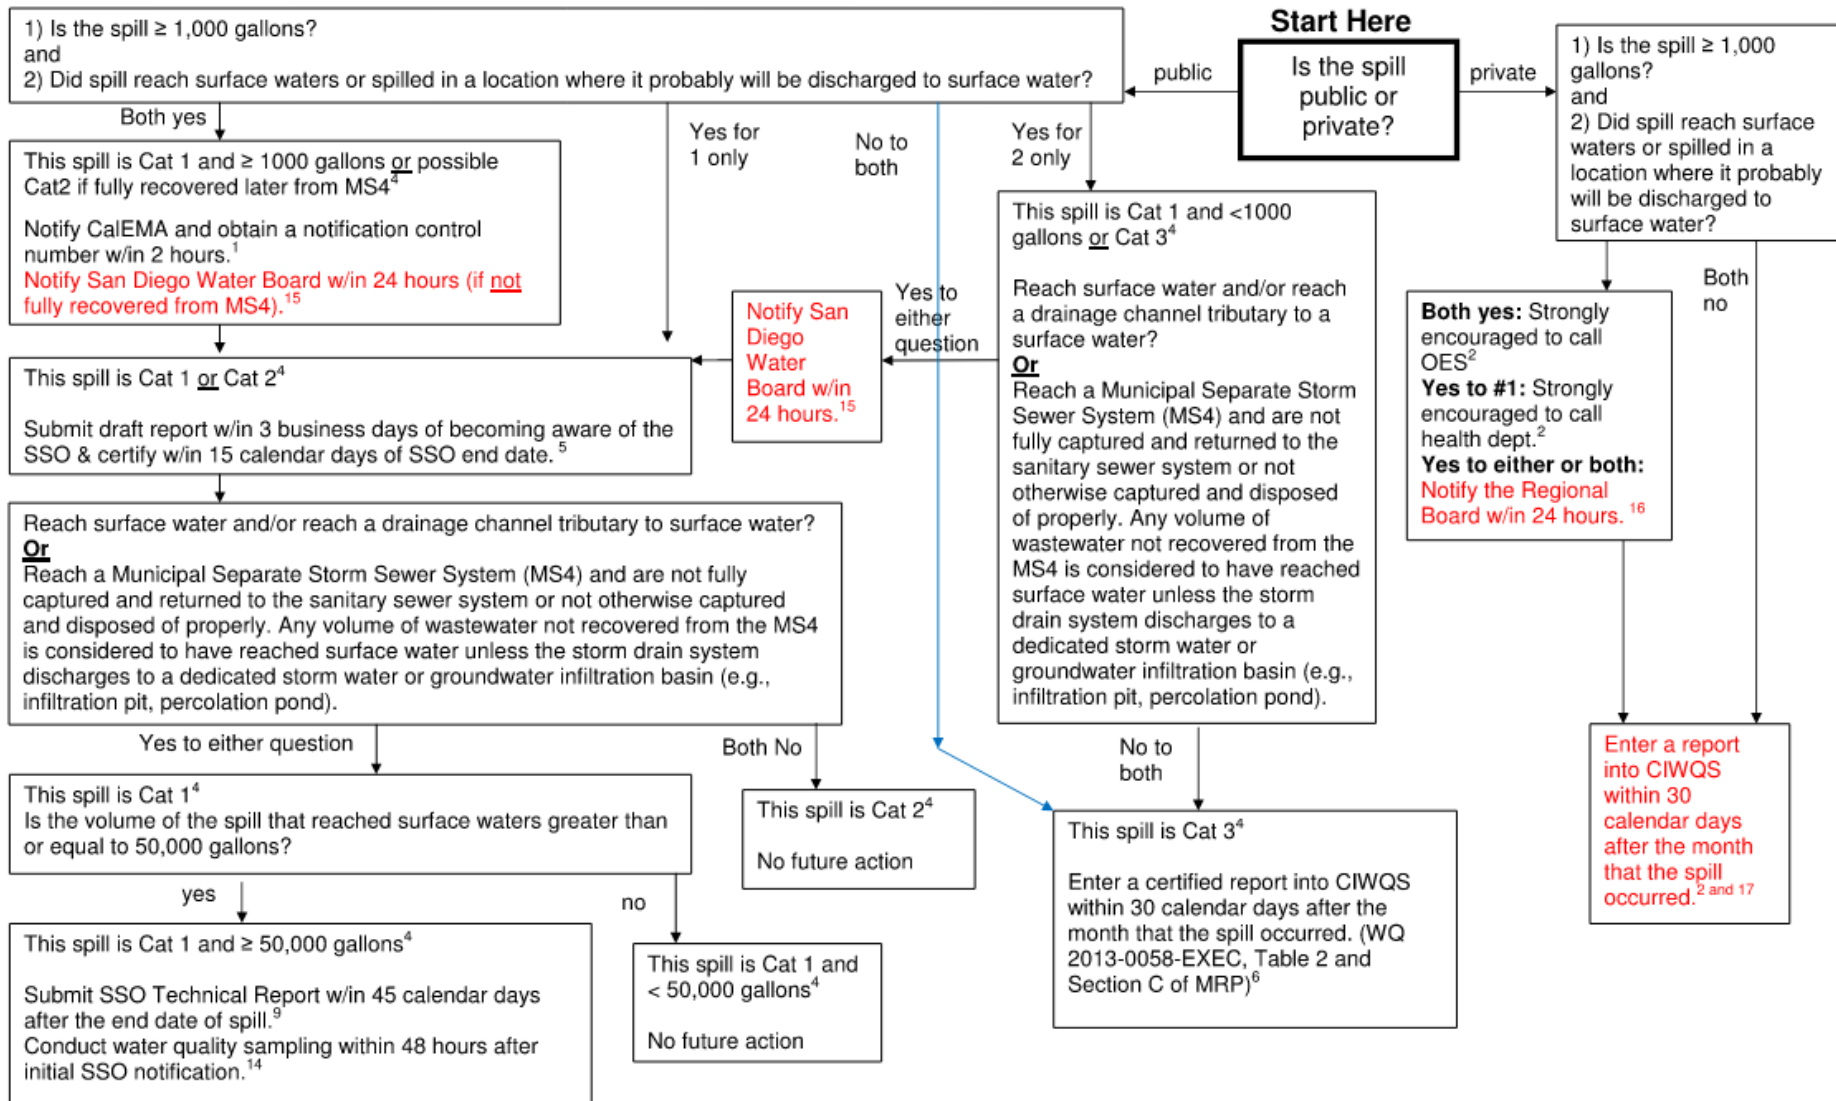 Start Here
Is the spill
public or
private?
public
private
1) Is the spill ≥ 1,000 gallons?
and
2) Did spill reach surface waters or spilled in a location where it probably will be discharged to surface water?
Both yes
Yes for
1 only
No to
both
Yes for
2 only
This spill is Cat 1 and ≥ 1000 gallons or possible
Cat2 if fully recovered later from MS4⁴
Notify CalEMA and obtain a notification control
number w/in 2 hours.¹
Notify San Diego Water Board w/in 24 hours (if not
fully recovered from MS4).¹⁵
This spill is Cat 1 or Cat 2⁴
Submit draft report w/in 3 business days of becoming aware of the
SSO & certify w/in 15 calendar days of SSO end date. ⁵
Notify San
Diego
Water
Board w/in
24 hours.¹⁵
Yes to
either
question
This spill is Cat 1 and <1000
gallons or Cat 3⁴
Reach surface water and/or reach
a drainage channel tributary to a
surface water?
Or
Reach a Municipal Separate Storm
Sewer System (MS4) and are not
fully captured and returned to the
sanitary sewer system or not
otherwise captured and disposed
of properly. Any volume of
wastewater not recovered from the
MS4 is considered to have reached
surface water unless the storm
drain system discharges to a
dedicated storm water or
groundwater infiltration basin (e.g.,
infiltration pit, percolation pond).
No to
both
Reach surface water and/or reach a drainage channel tributary to surface water?
Or
Reach a Municipal Separate Storm Sewer System (MS4) and are not fully
captured and returned to the sanitary sewer system or not otherwise captured
and disposed of properly. Any volume of wastewater not recovered from the MS4
is considered to have reached surface water unless the storm drain system
discharges to a dedicated storm water or groundwater infiltration basin (e.g.,
infiltration pit, percolation pond).
Yes to either question
Both No
This spill is Cat 1⁴
Is the volume of the spill that reached surface waters greater than
or equal to 50,000 gallons?
yes
no
This spill is Cat 2⁴
No future action
This spill is Cat 1 and ≥ 50,000 gallons⁴
Submit SSO Technical Report w/in 45 calendar days
after the end date of spill.⁹
Conduct water quality sampling within 48 hours after
initial SSO notification.¹⁴
This spill is Cat 1 and
< 50,000 gallons⁴
No future action
This spill is Cat 3⁴
Enter a certified report into CIWQS
within 30 calendar days after the
month that the spill occurred. (WQ
2013-0058-EXEC, Table 2 and
Section C of MRP)⁶
1) Is the spill ≥ 1,000
gallons?
and
2) Did spill reach surface
waters or spilled in a
location where it probably
will be discharged to
surface water?
Both
no
Both yes: Strongly
encouraged to call
OES²
Yes to #1: Strongly
encouraged to call
health dept.²
Yes to either or both:
Notify the Regional
Board w/in 24 hours. ¹⁶
Enter a report
into CIWQS
within 30
calendar days
after the month
that the spill
occurred.² ᵃⁿᵈ ¹⁷